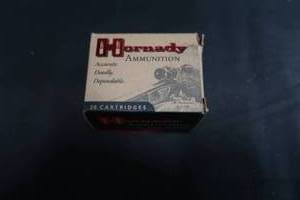 Hornady
AMMUNITION
Accurate.
Deadly.
Dependable.
20 CARTRIDGES